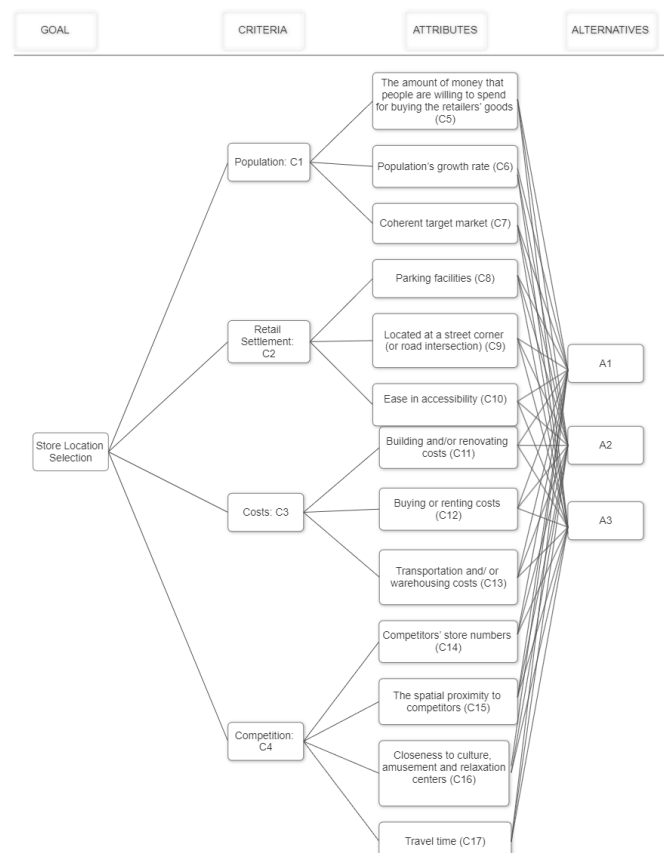 GOAL
CRITERIA
ATTRIBUTES
ALTERNATIVES
The amount of money that
people are willing to spend
for buying the retailers' goods
(C5)
Population: C1
Population's growth rate (C6)
Coherent target market (C7)
Parking facilities (C8)
Retail
Settlement:
C2
Located at a street corner
(or road intersection) (C9)
A1
Ease in accessibility (C10)
Store Location
Selection
Building and/or renovating
costs (C11)
A2
Costs: C3
Buying or renting costs
(C12)
A3
Transportation and/ or
warehousing costs (C13)
Competitors' store numbers
(C14)
The spatial proximity to
competitors (C15)
Competition:
C4
Closeness to culture,
amusement and relaxation
centers (C16)
Travel time (C17)